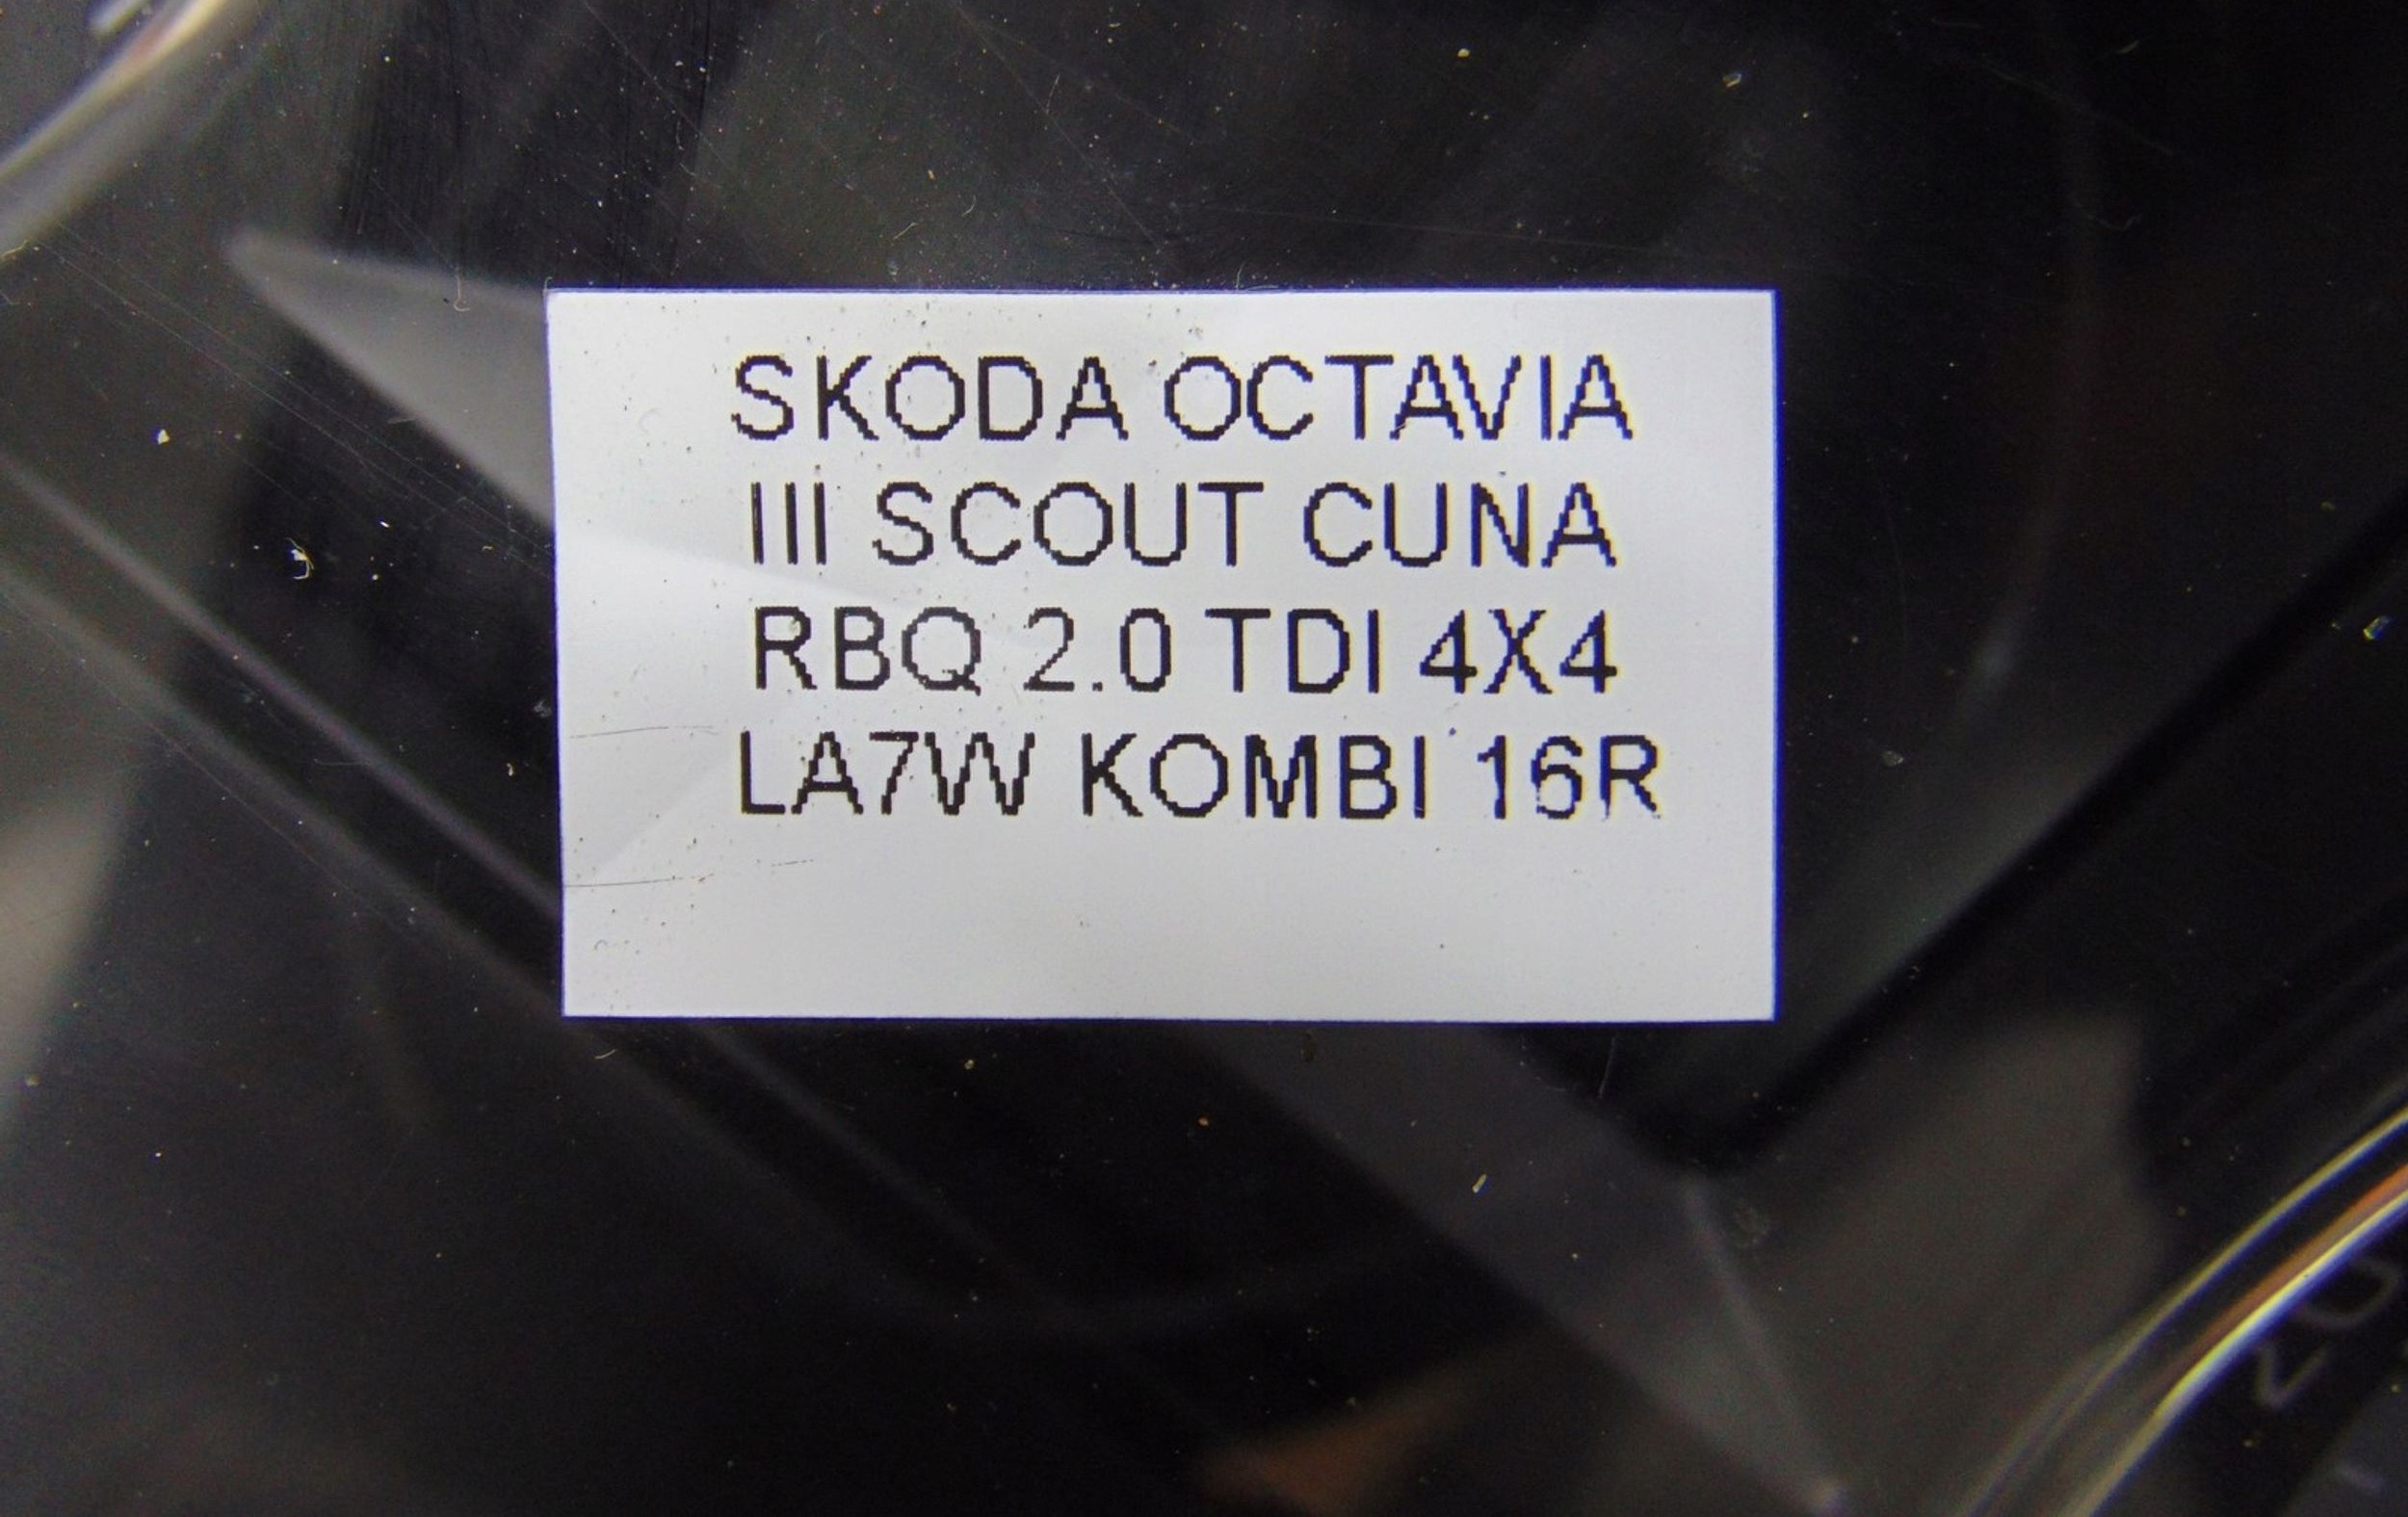 SKODA OCTAVIA
III SCOUT CUNA
RBQ 2.0 TDI 4X4
LA7W KOMBI 16R